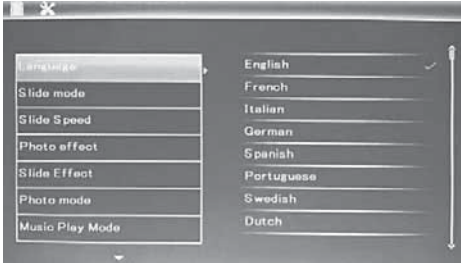 Language
Slide mode
Slide Speed
Photo effect
Slide Effect
Photo mode
Music Play Mode
English
French
Italian
German
Spanish
Portuguese
Swedish
Dutch